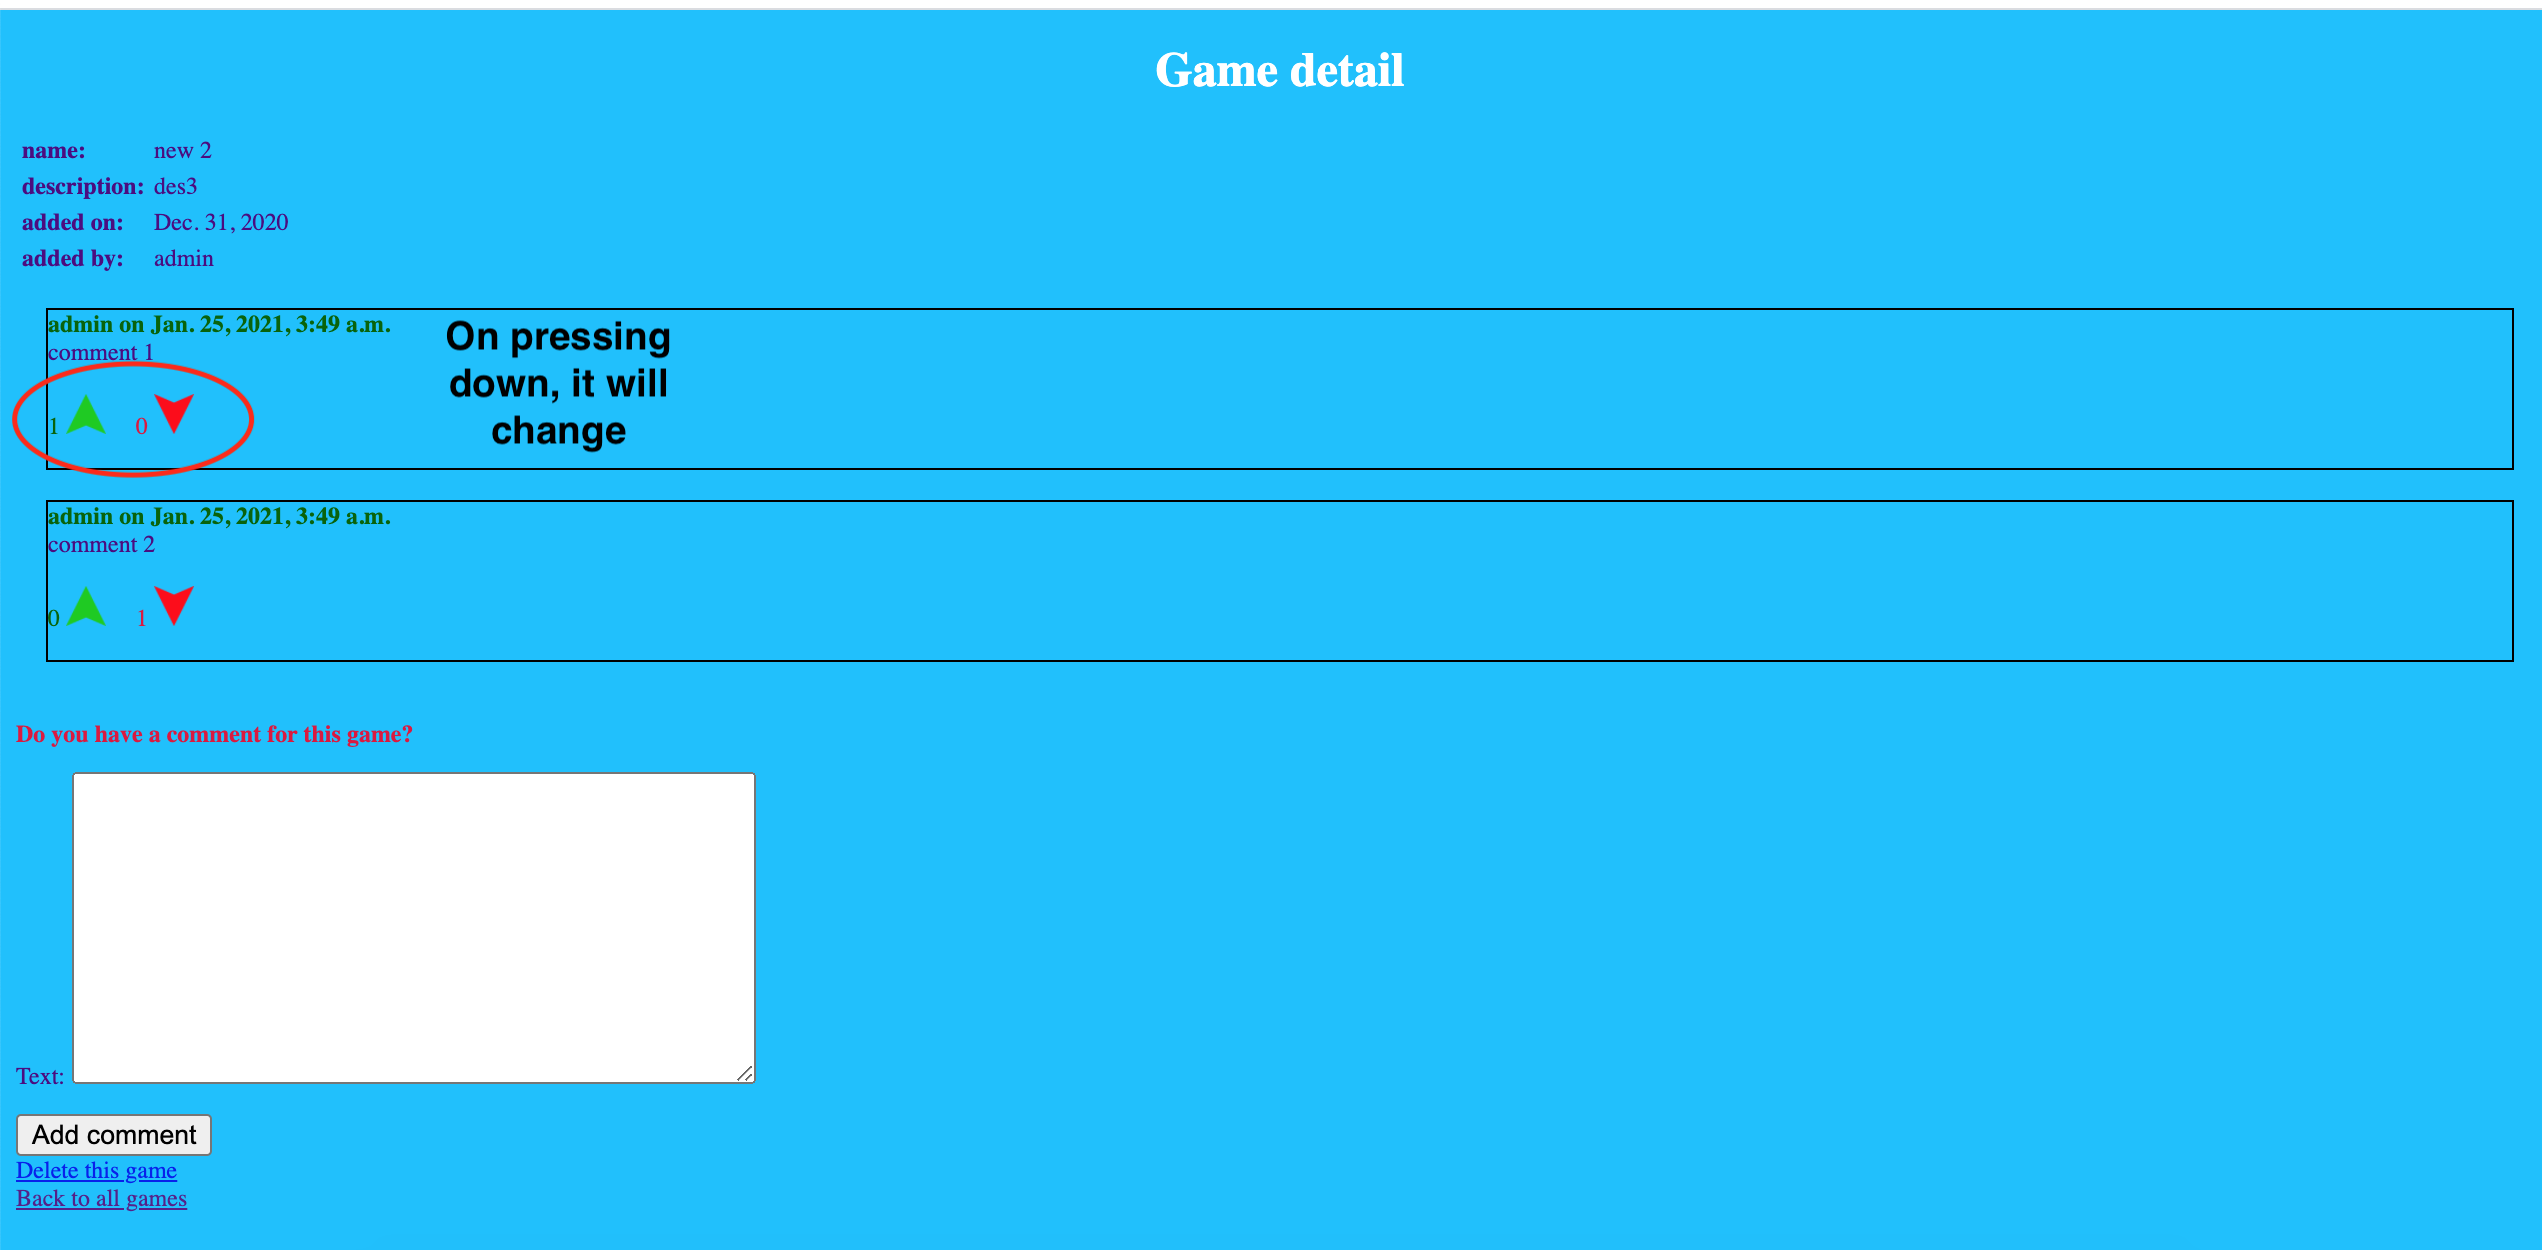 Game detail
name: new 2
description: des3
added on: Dec. 31, 2020
added by: admin
admin on Jan. 25, 2021, 3:49 a.m.
comment 1
1 0
On pressing
down, it will
change
admin on Jan. 25, 2021, 3:49 a.m.
comment 2
0 1
Do you have a comment for this game?
Text:
Add comment
Delete this game
Back to all games